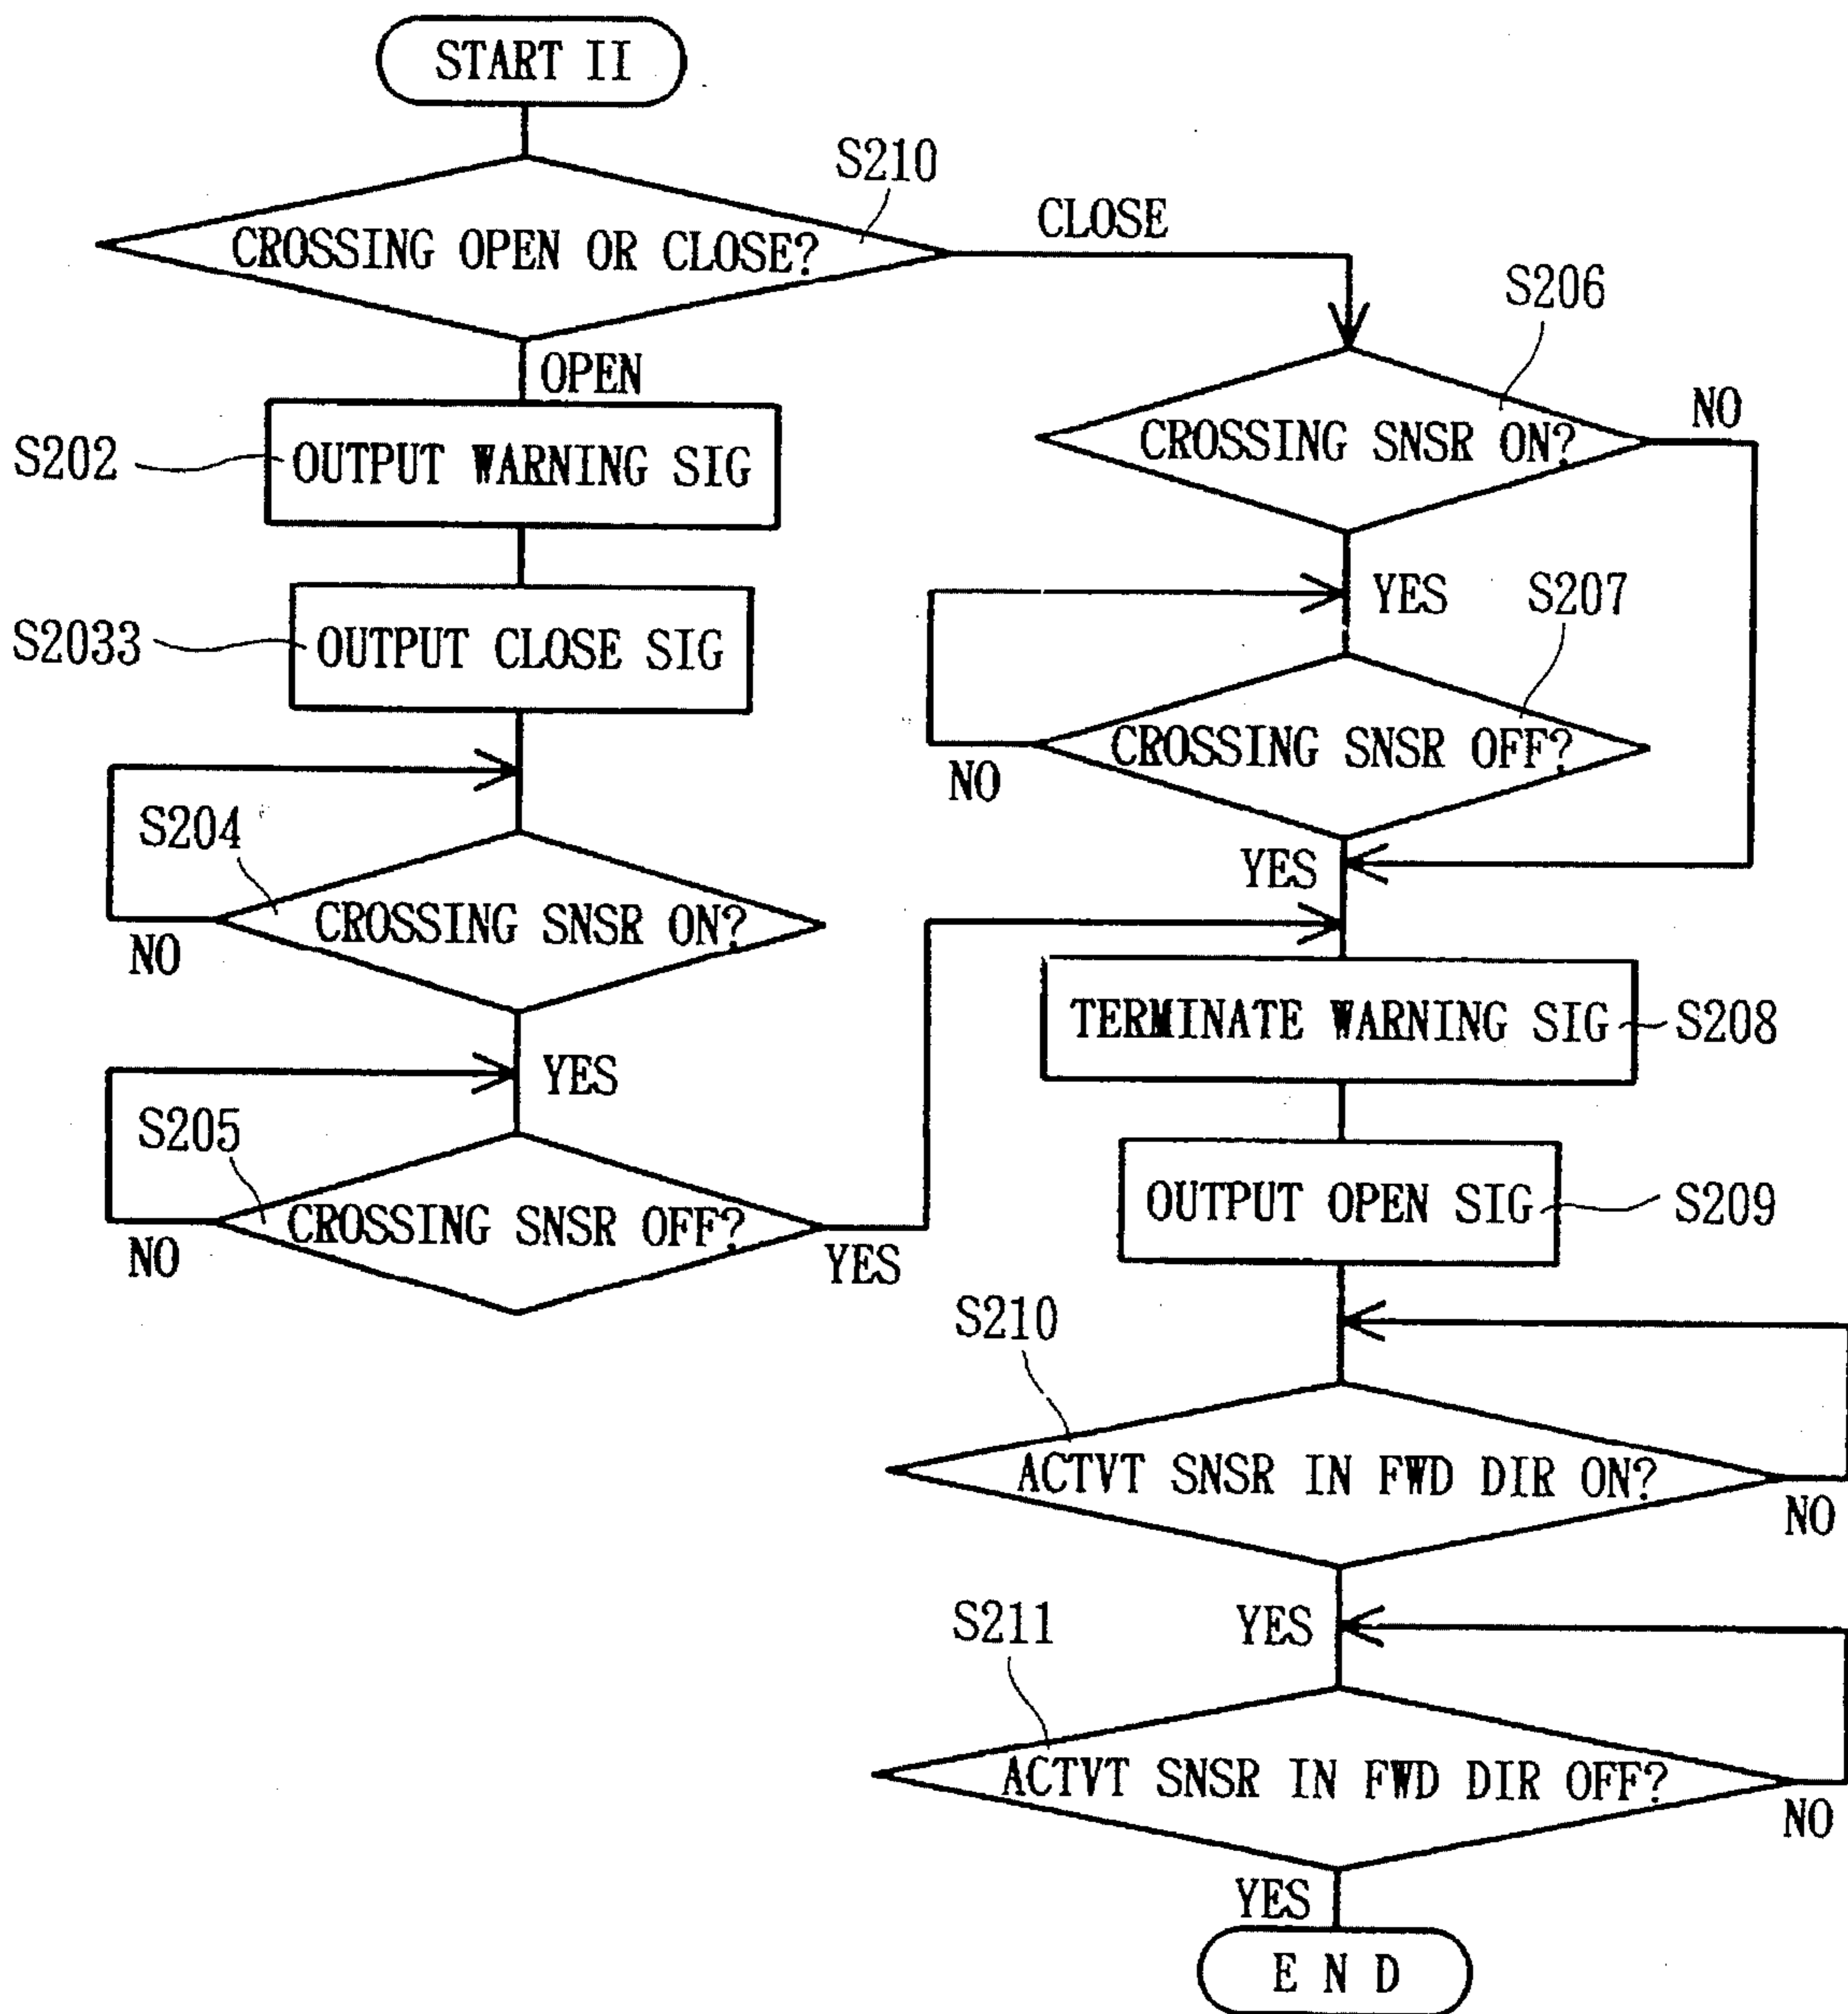 START II
S210
CROSSING OPEN OR CLOSE?
CLOSE
OPEN
S202
OUTPUT WARNING SIG
S2033
OUTPUT CLOSE SIG
S204
CROSSING SNSR ON?
NO
YES
S205
CROSSING SNSR OFF?
NO
YES
S206
CROSSING SNSR ON?
NO
YES
S207
CROSSING SNSR OFF?
NO
YES
TERMINATE WARNING SIG
S208
OUTPUT OPEN SIG
S209
S210
ACTVT SNSR IN FWD DIR ON?
NO
YES
S211
ACTVT SNSR IN FWD DIR OFF?
NO
YES
E N D